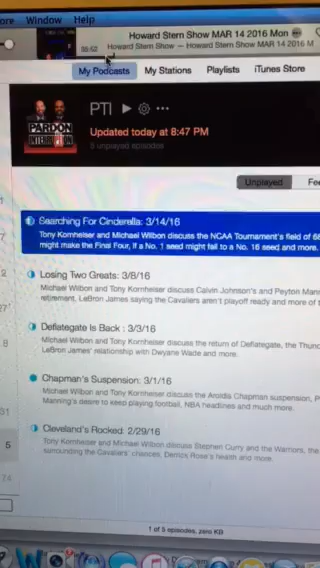 ore Window Help
Howard Stern Show MAR 14 2016 Mon
Howard Stern Show — Howard Stern Show MAR 14 2016 M
My Podcasts My Stations Playlists iTunes Store
PTI
PARDON
INTERRUPTION
Updated today at 8:47 PM
5 unplayed episodes
Unplayed Fe
Searching For Cinderella: 3/14/16
Tony Kornheiser and Michael Wilbon discuss the NCAA Tournament's field of 68
might make the Final Four, if a No. 1 seed might fall to a No. 16 seed and more.
Losing Two Greats: 3/8/16
Michael Wilbon and Tony Kornheiser discuss Calvin Johnson's and Peyton Mann
retirement, LeBron James saying the Cavaliers aren't playoff ready and more of t
Deflategate Is Back : 3/3/16
Michael Wilbon and Tony Kornheiser discuss the return of Deflategate, the Thund
LeBron James' relationship with Dwyane Wade and more.
Chapman's Suspension: 3/1/16
Michael Wilbon and Tony Kornheiser discuss the Aroldis Chapman suspension, P
Manning's desire to keep playing football, NBA headlines and much more.
31
Cleveland's Rocked: 2/29/16
5
Tony Kornheiser and Michael Wilbon discuss Stephen Curry and the Warriors, the
surrounding the Cavaliers' chances, Derrick Rose's health and more.
74
1 of 5 episodes, zero KB